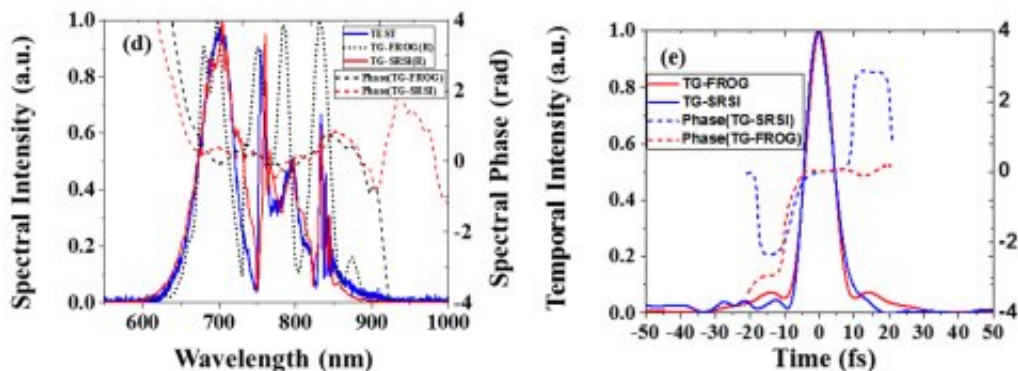 (d)
TEST
TG-FROG(R)
TG-SRSI(R)
Phase(TG-FROG)
Phase(TG-SRSI)
Spectral Intensity (a.u.)
1.0
0.8
0.6
0.4
0.2
0.0
600 700 800 900 1000
Wavelength (nm)
4
2
0
-2
-4
Spectral Phase (rad)
(e)
TG-FROG
TG-SRSI
Phase(TG-SRSI)
Phase(TG-FROG)
Temporal Intensity (a.u.)
1.0
0.8
0.6
0.4
0.2
0.0
-50 -40 -30 -20 -10 0 10 20 30 40 50
Time (fs)
4
2
0
-2
-4